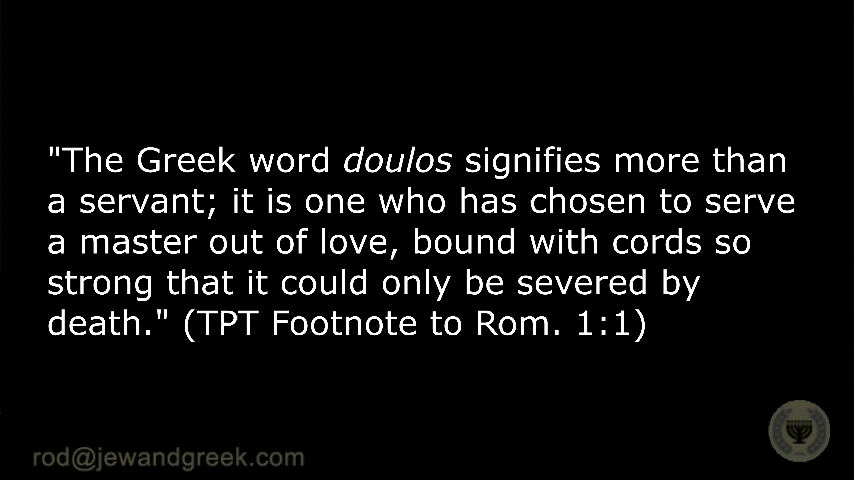 "The Greek word doulos signifies more than
a servant; it is one who has chosen to serve
a master out of love, bound with cords so
strong that it could only be severed by
death." (TPT Footnote to Rom. 1:1)
rod@jewandgreek.com